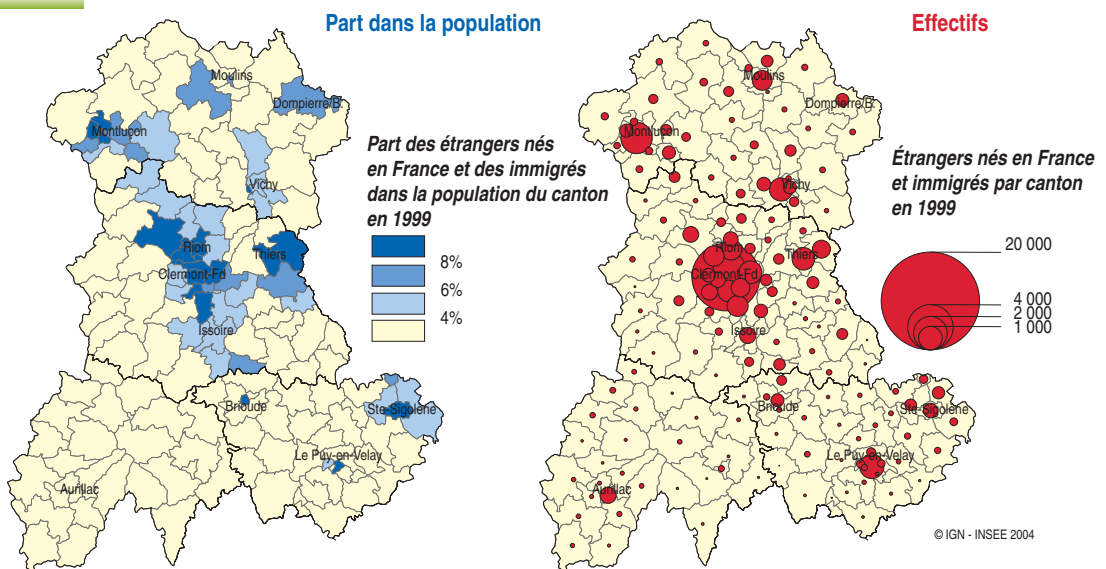 Part dans la population
Moulins
Dompierre/B.
Montluçon
Vichy
Riom
Thiers
Clermont-Fd
Issoire
Brioude
Ste-Sigolène
Le Puy-en-Velay
Aurillac
Part des étrangers nés
en France et des immigrés
dans la population du canton
en 1999
8%
6%
4%
Effectifs
Moulins
Dompierre/B.
Montluçon
Vichy
Riom
Thiers
Clermont-Fd
Issoire
Brioude
Ste-Sigolène
Le Puy-en-Velay
Aurillac
Étrangers nés en France
et immigrés par canton
en 1999
20 000
4 000
2 000
1 000
© IGN - INSEE 2004